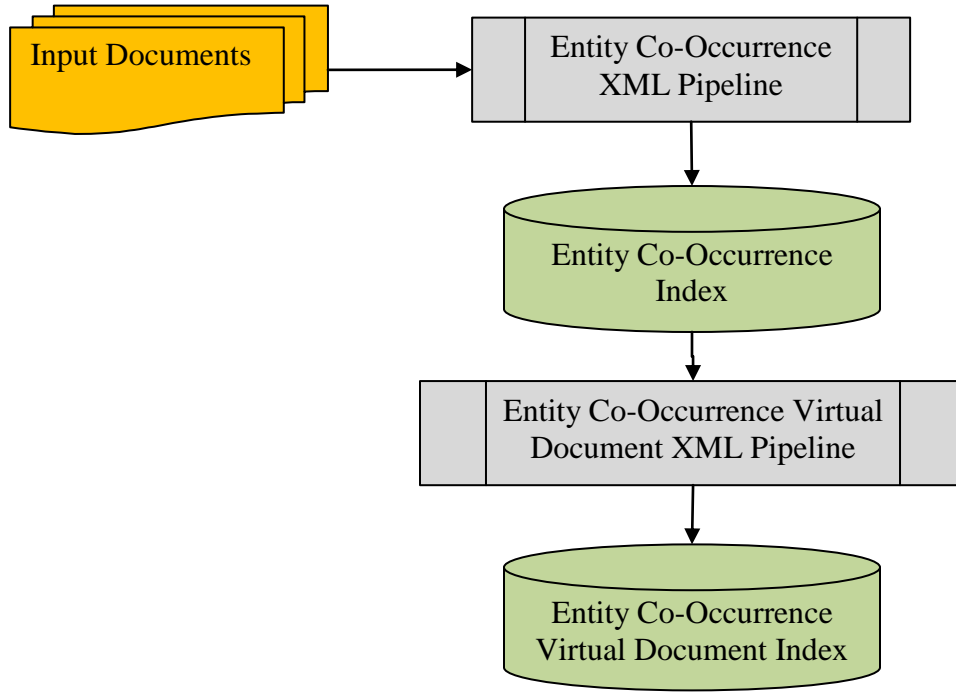 Input Documents
Entity Co-Occurrence
XML Pipeline
Entity Co-Occurrence
Index
Entity Co-Occurrence Virtual
Document XML Pipeline
Entity Co-Occurrence
Virtual Document Index